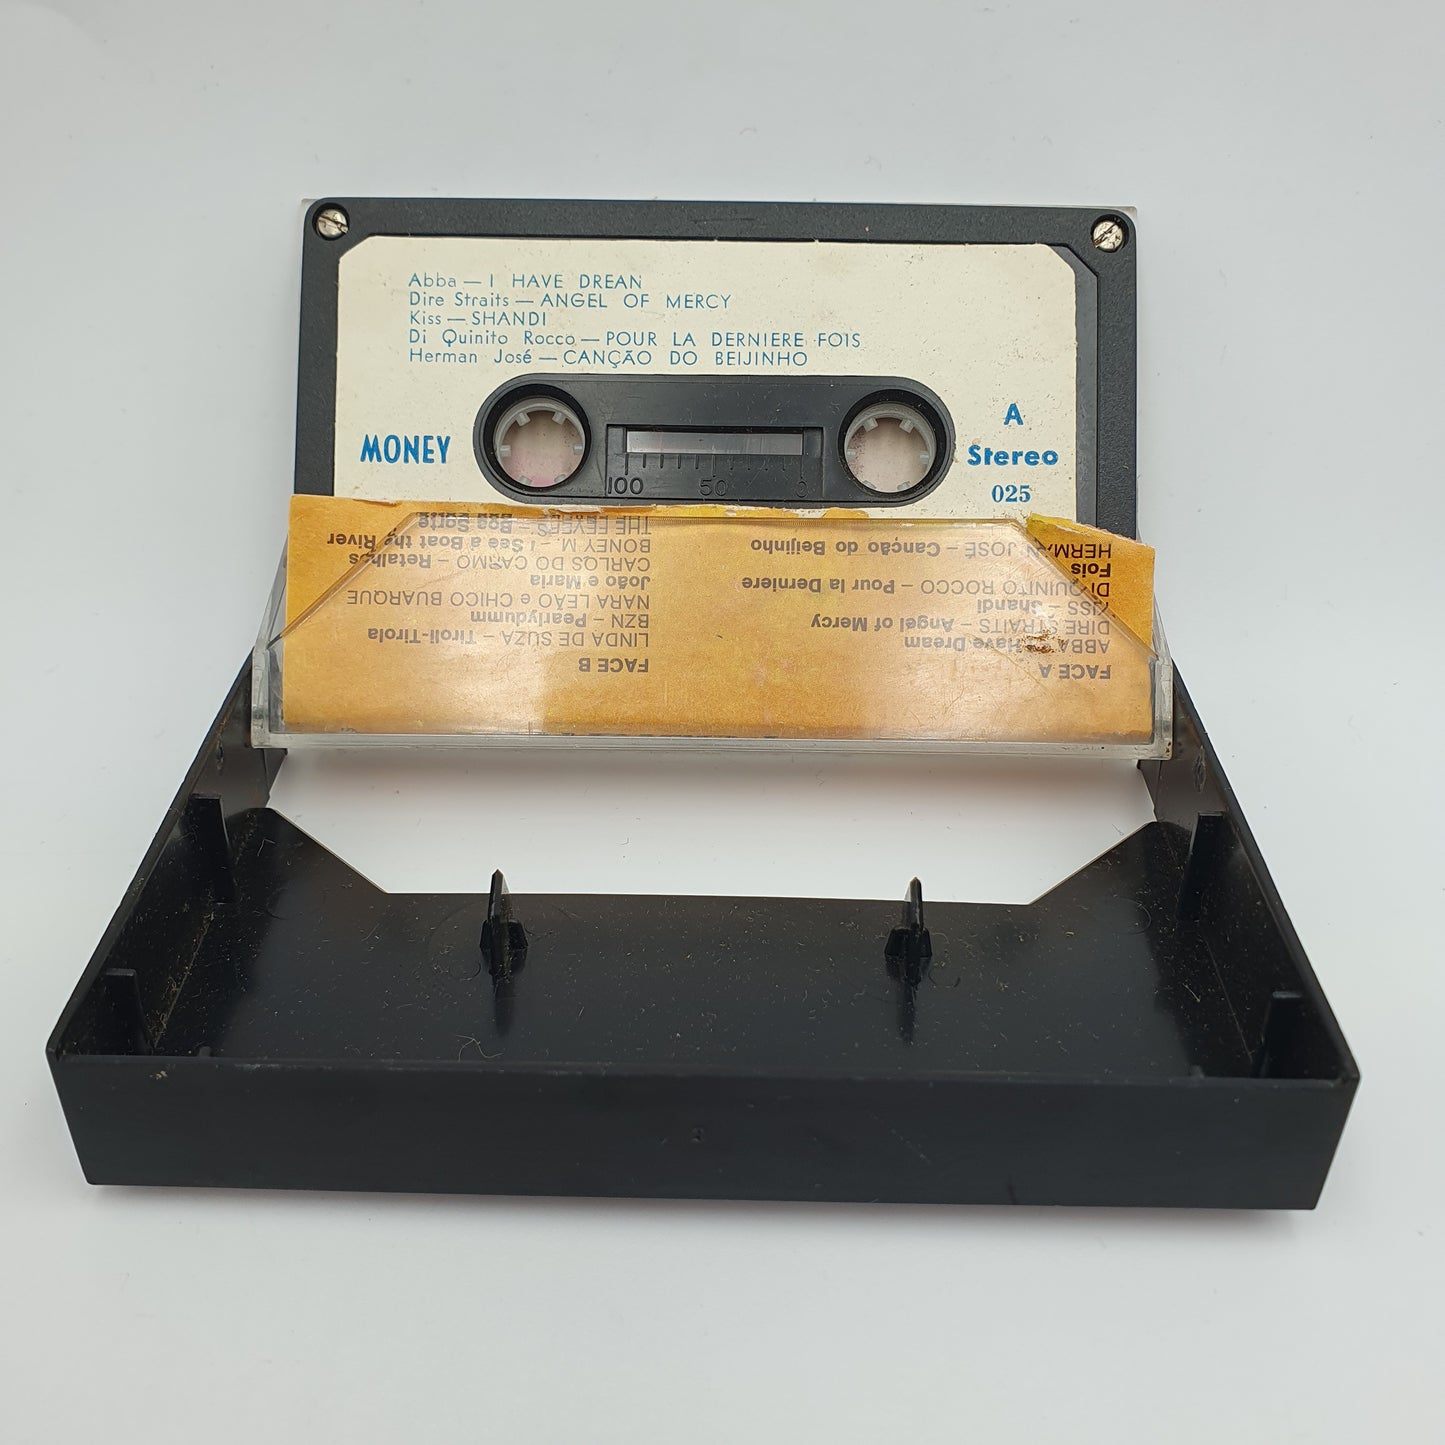 Abba — I HAVE DREAN
Dire Straits — ANGEL OF MERCY
Kiss — SHANDI
Di Quinito Rocco — POUR LA DERNIERE FOIS
Herman José — CANÇÃO DO BEIJINHO
MONEY
A
Stereo
025
100 50 0
FACE A
ABBA Have Dream
DIRE STRAITS – Angel of Mercy
KISS – Shandi
DI QUINITO ROCCO – Pour la Derniere
Fois
HERMAN JOSÉ – Canção do Beijinho
FACE B
LINDA DE SUZA – Tiroli-Tirola
BZN – Pearlydumm
NARA LEÃO e CHICO BUARQUE
João e Maria
CARLOS DO CARMO – Retalhos
BONEY M. – I See a Boat the River
THE FEVERS – Boa Sorte